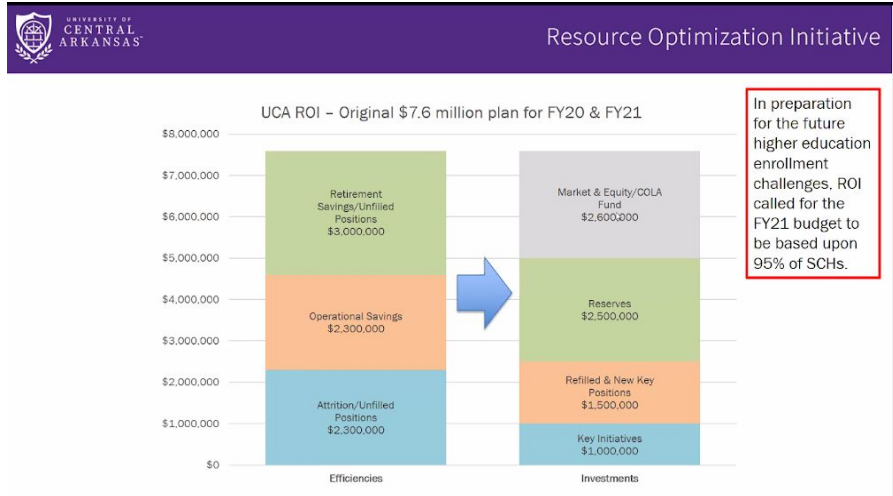 UNIVERSITY OF
CENTRAL
ARKANSAS
Resource Optimization Initiative
UCA ROI – Original $7.6 million plan for FY20 & FY21
$8,000,000
$7,000,000
$6,000,000
$5,000,000
$4,000,000
$3,000,000
$2,000,000
$1,000,000
$0
Retirement
Savings/Unfilled
Positions
$3,000,000
Operational Savings
$2,300,000
Attrition/Unfilled
Positions
$2,300,000
Efficiencies
Market & Equity/COLA
Fund
$2,600,000
Reserves
$2,500,000
Refilled & New Key
Positions
$1,500,000
Key Initiatives
$1,000,000
Investments
In preparation
for the future
higher education
enrollment
challenges, ROI
called for the
FY21 budget to
be based upon
95% of SCHs.